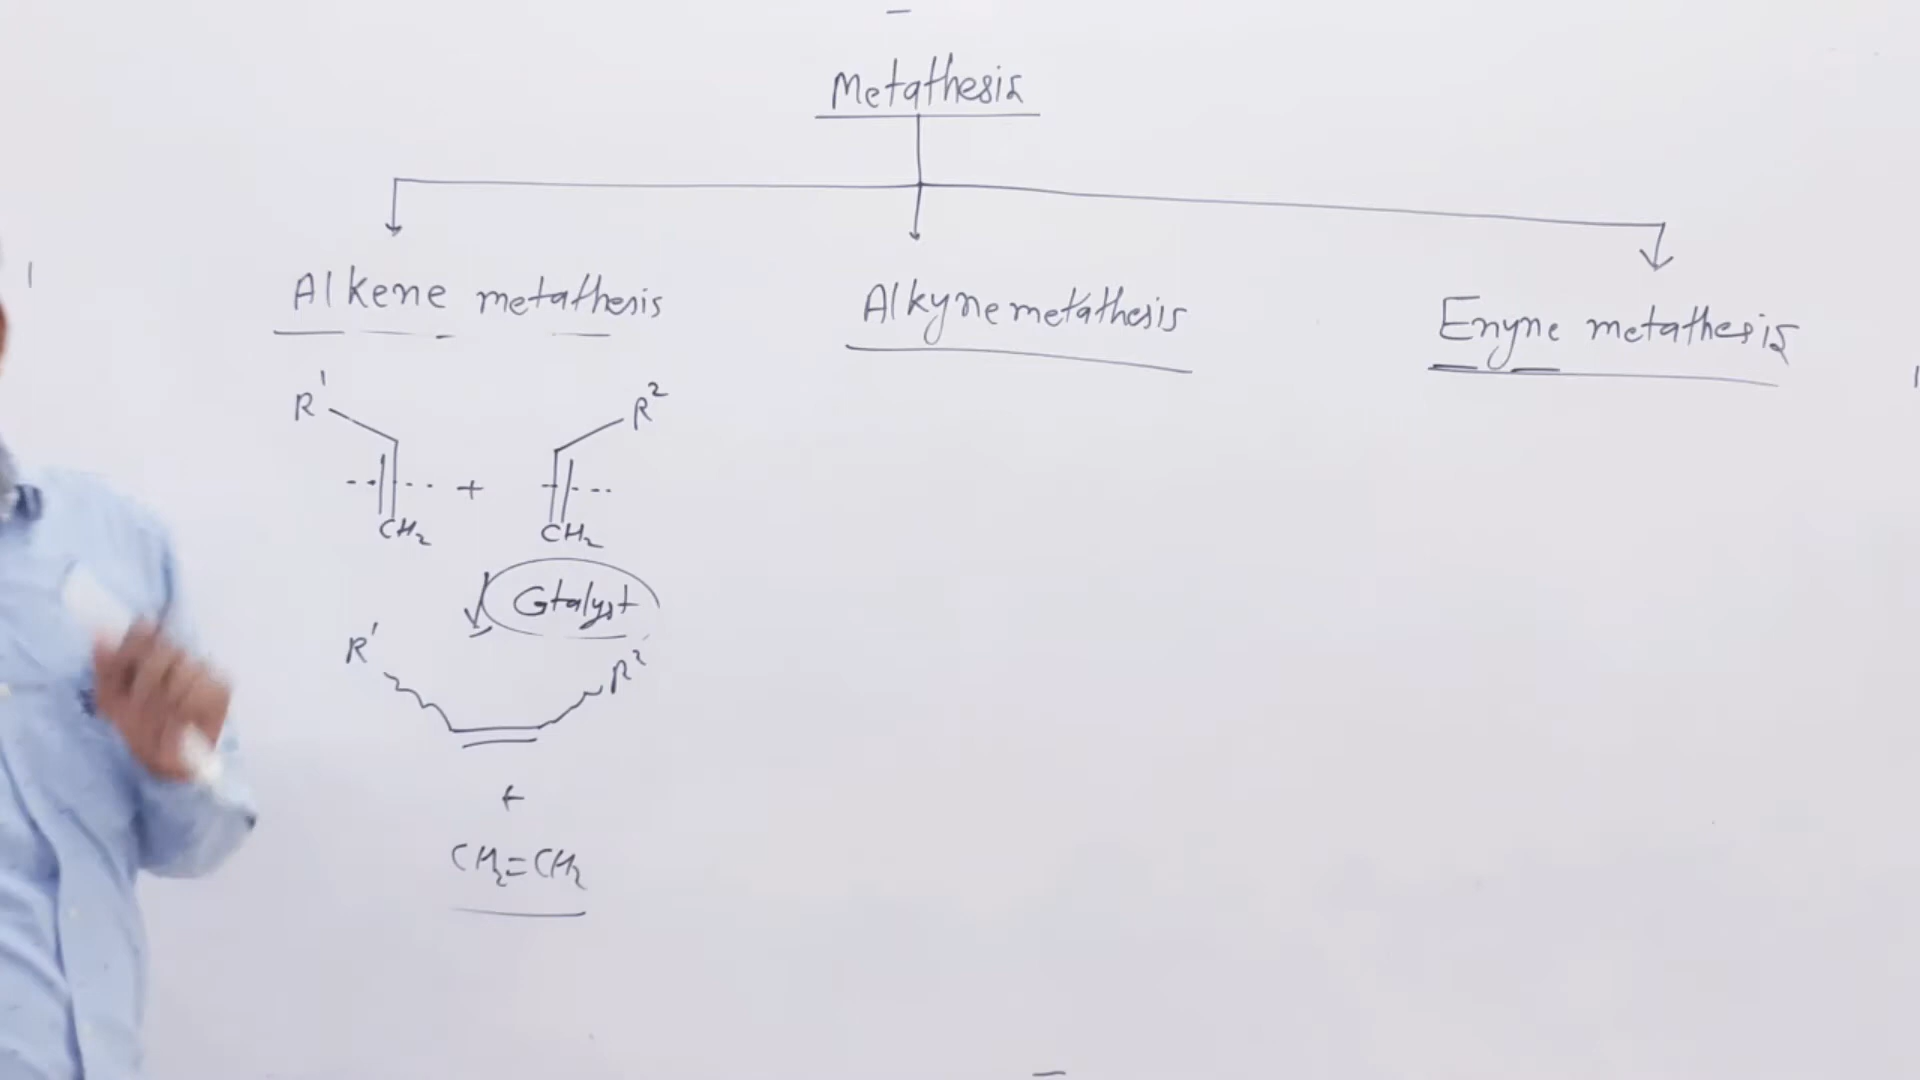 Metathesis
Alkene metathesis
Alkyne metathesis
Enyne metathesis
R¹ R²
+
CH₂ CH₂
Catalyst
R¹ R²
+
CH₂=CH₂